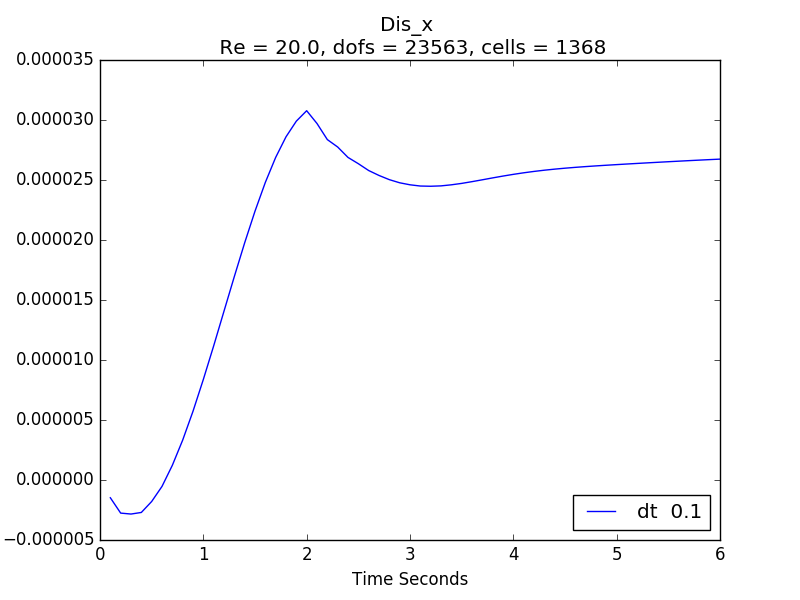 Dis_x
Re = 20.0, dofs = 23563, cells = 1368
0.000035
0.000030
0.000025
0.000020
0.000015
0.000010
0.000005
0.000000
−0.000005
dt  0.1
0 1 2 3 4 5 6
Time Seconds